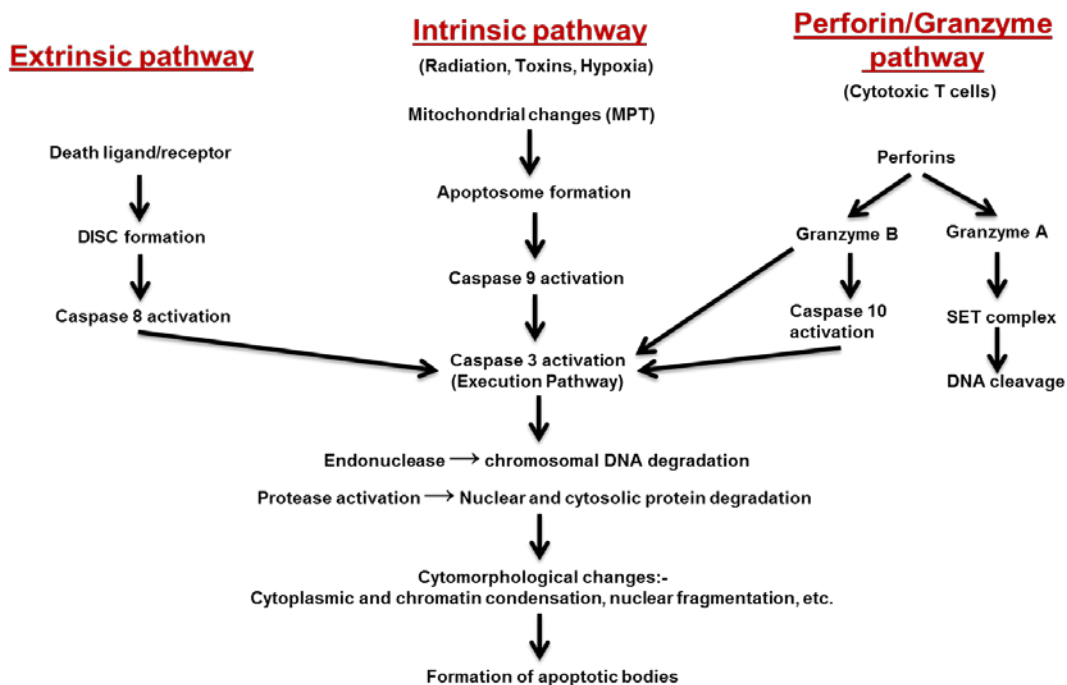 Extrinsic pathway
Death ligand/receptor
DISC formation
Caspase 8 activation
Intrinsic pathway
(Radiation, Toxins, Hypoxia)
Mitochondrial changes (MPT)
Apoptosome formation
Caspase 9 activation
Caspase 3 activation
(Execution Pathway)
Perforin/Granzyme
pathway
(Cytotoxic T cells)
Perforins
Granzyme B
Caspase 10
activation
Granzyme A
SET complex
DNA cleavage
Endonuclease → chromosomal DNA degradation
Protease activation → Nuclear and cytosolic protein degradation
Cytomorphological changes:-
Cytoplasmic and chromatin condensation, nuclear fragmentation, etc.
Formation of apoptotic bodies